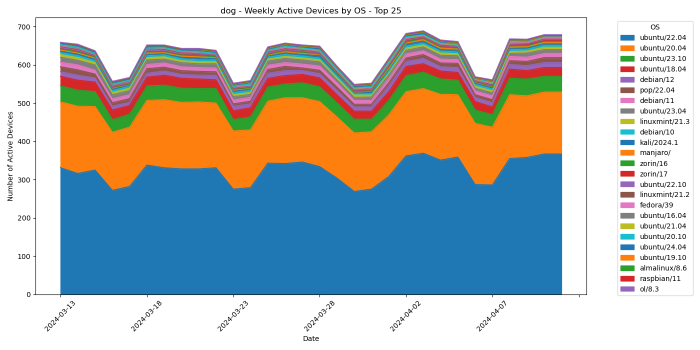 dog - Weekly Active Devices by OS - Top 25
Number of Active Devices
700
600
500
400
300
200
100
0
2024-03-13
2024-03-18
2024-03-23
2024-03-28
2024-04-02
2024-04-07
Date
OS
ubuntu/22.04
ubuntu/20.04
ubuntu/23.10
ubuntu/18.04
debian/12
pop/22.04
debian/11
ubuntu/23.04
linuxmint/21.3
debian/10
kali/2024.1
manjaro/
zorin/16
zorin/17
ubuntu/22.10
linuxmint/21.2
fedora/39
ubuntu/16.04
ubuntu/21.04
ubuntu/20.10
ubuntu/24.04
ubuntu/19.10
almalinux/8.6
raspbian/11
ol/8.3